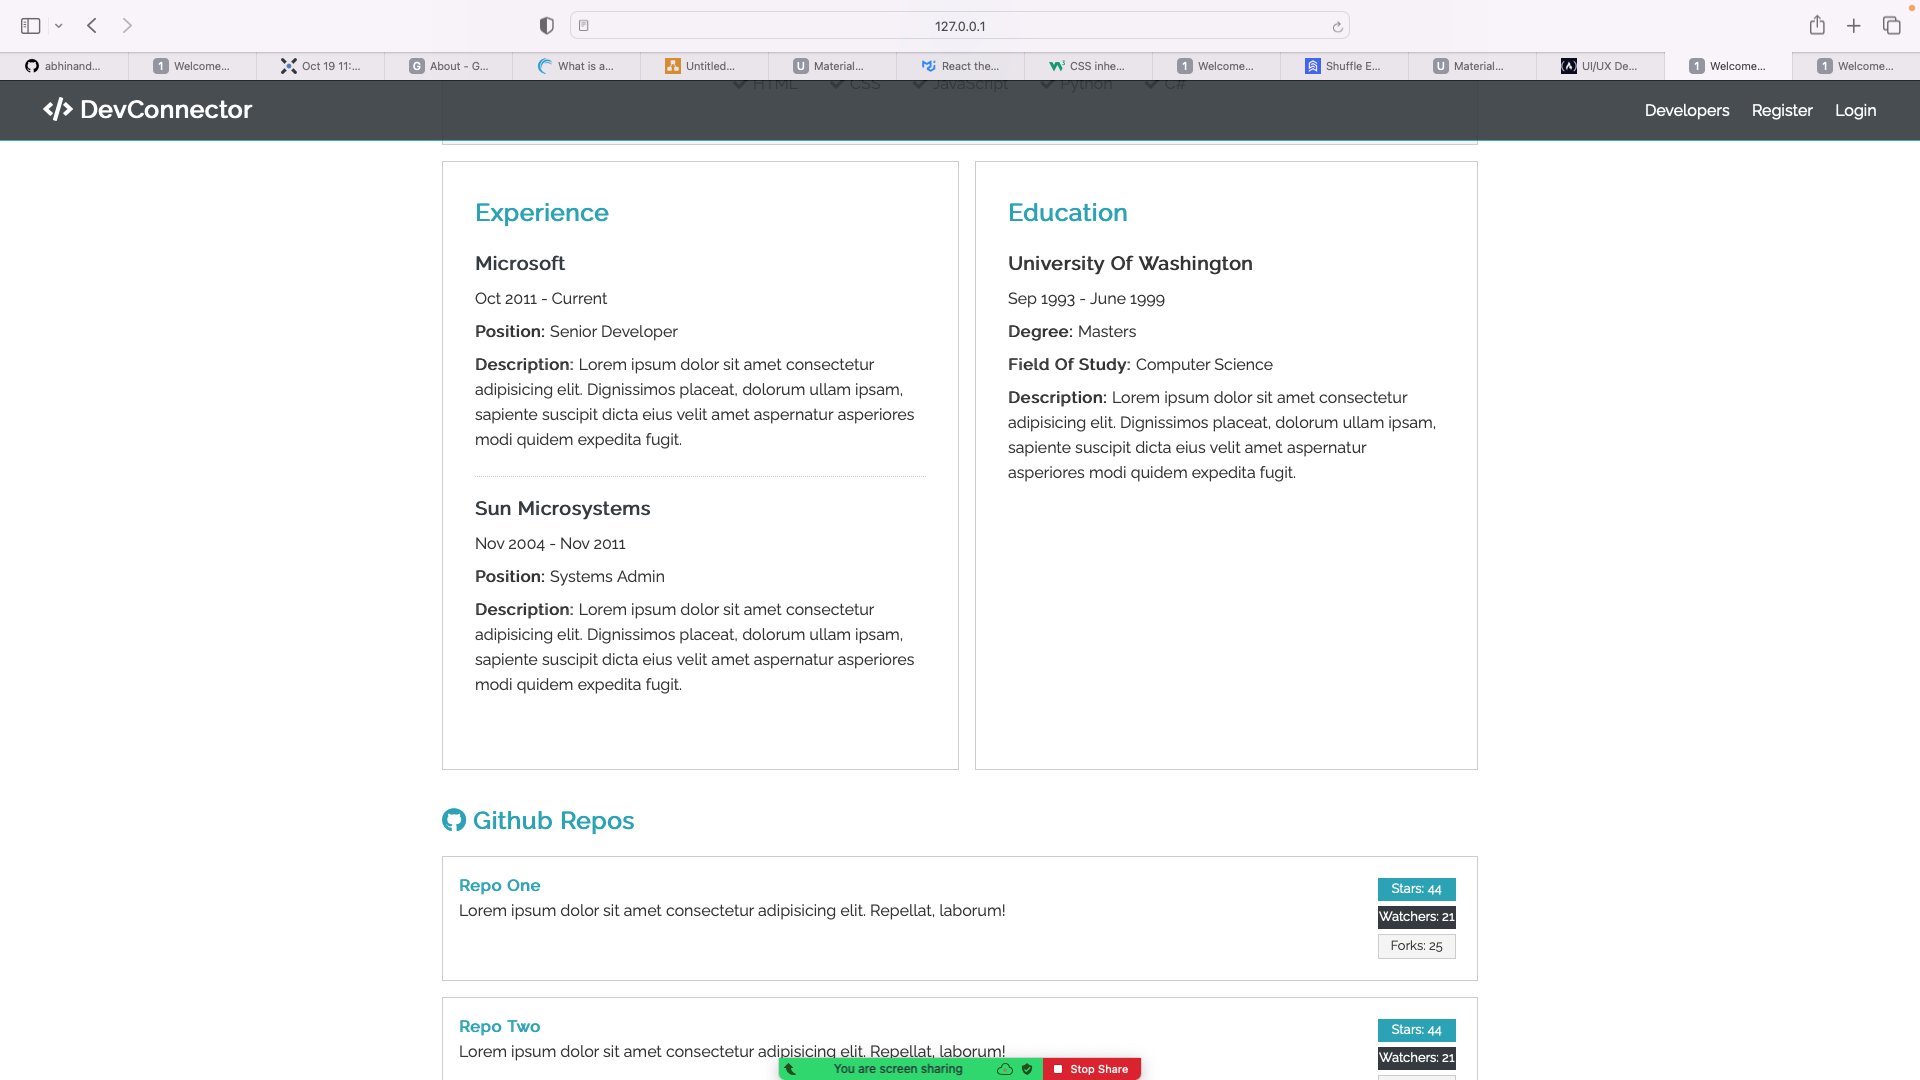 127.0.0.1
abhinand...
Welcome...
Oct 19 11:...
About - G...
What is a...
Untitled...
Material...
React the...
CSS inhe...
Welcome...
Shuffle E...
Material...
UI/UX De...
Welcome...
Welcome...
HTML CSS JavaScript Python C#
DevConnector
Developers Register Login
Experience
Microsoft
Oct 2011 - Current
Position: Senior Developer
Description: Lorem ipsum dolor sit amet consectetur
adipisicing elit. Dignissimos placeat, dolorum ullam ipsam,
sapiente suscipit dicta eius velit amet aspernatur asperiores
modi quidem expedita fugit.
Sun Microsystems
Nov 2004 - Nov 2011
Position: Systems Admin
Description: Lorem ipsum dolor sit amet consectetur
adipisicing elit. Dignissimos placeat, dolorum ullam ipsam,
sapiente suscipit dicta eius velit amet aspernatur asperiores
modi quidem expedita fugit.
Education
University Of Washington
Sep 1993 - June 1999
Degree: Masters
Field Of Study: Computer Science
Description: Lorem ipsum dolor sit amet consectetur
adipisicing elit. Dignissimos placeat, dolorum ullam ipsam,
sapiente suscipit dicta eius velit amet aspernatur
asperiores modi quidem expedita fugit.
Github Repos
Repo One
Lorem ipsum dolor sit amet consectetur adipisicing elit. Repellat, laborum!
Stars: 44
Watchers: 21
Forks: 25
Repo Two
Lorem ipsum dolor sit amet consectetur adipisicing elit. Repellat, laborum!
Stars: 44
Watchers: 21
You are screen sharing
Stop Share